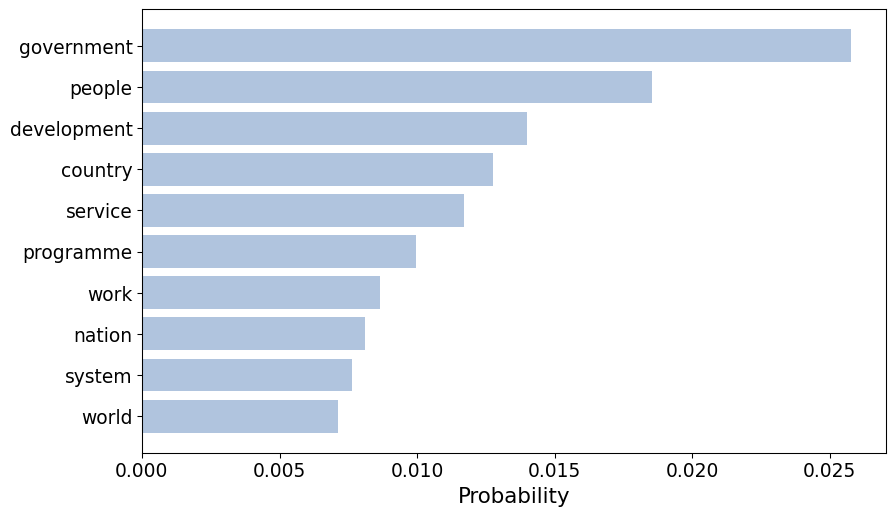 government
people
development
country
service
programme
work
nation
system
world
0.000 0.005 0.010 0.015 0.020 0.025
Probability